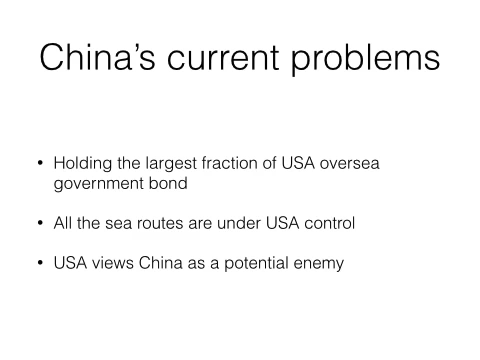 China’s current problems
• Holding the largest fraction of USA oversea
government bond
• All the sea routes are under USA control
• USA views China as a potential enemy